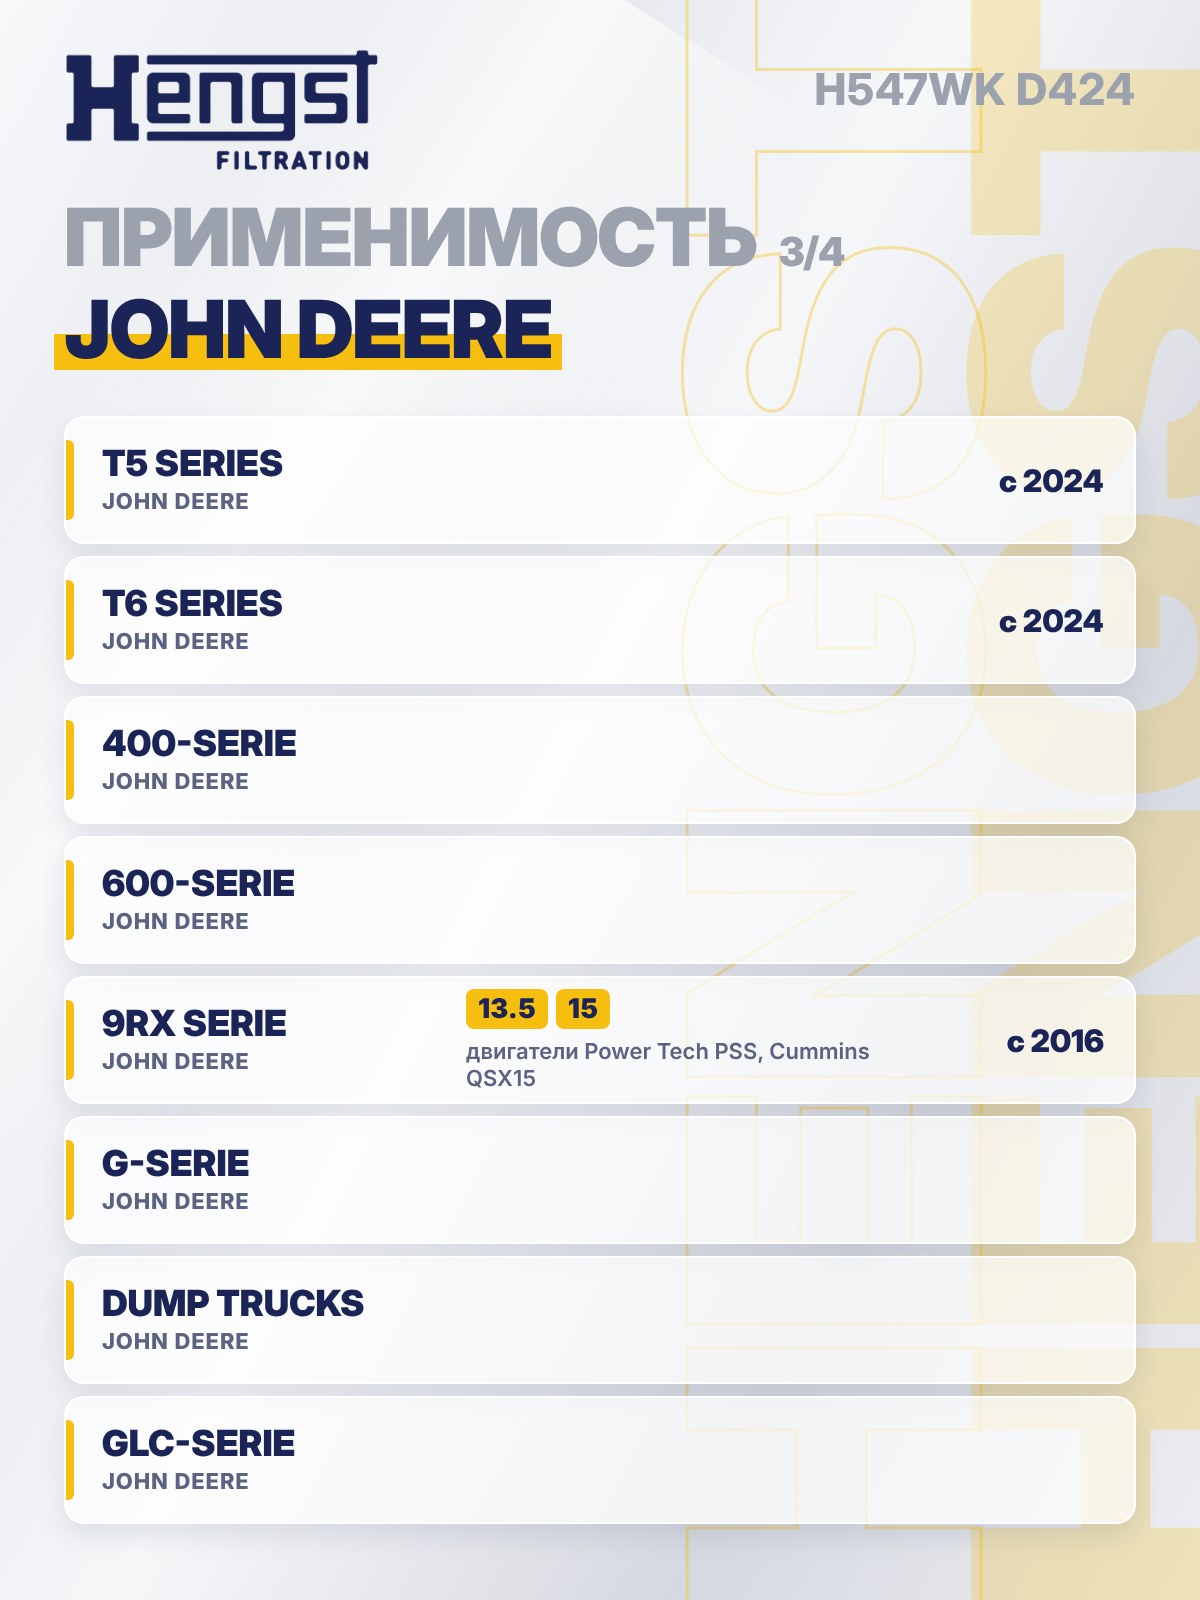 Hengst
FILTRATION
H547WK D424
ПРИМЕНИМОСТЬ 3/4
JOHN DEERE
T5 SERIES
JOHN DEERE
с 2024
T6 SERIES
JOHN DEERE
с 2024
400-SERIE
JOHN DEERE
600-SERIE
JOHN DEERE
9RX SERIE
JOHN DEERE
13.5 15
двигатели Power Tech PSS, Cummins
QSX15
с 2016
G-SERIE
JOHN DEERE
DUMP TRUCKS
JOHN DEERE
GLC-SERIE
JOHN DEERE
HENGST
HENGST